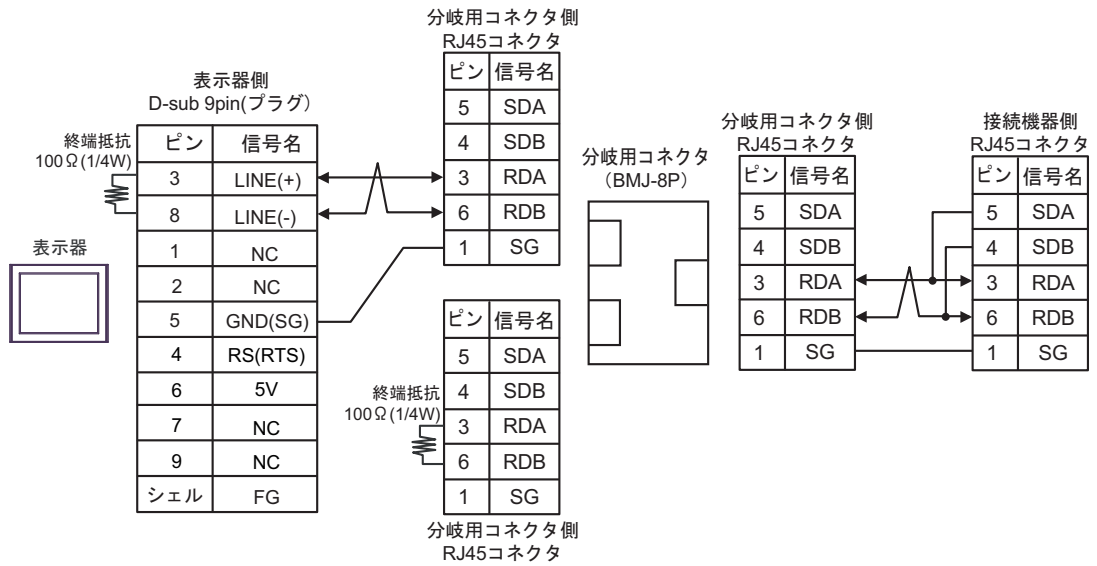 表示器
表示器側
D-sub 9pin(プラグ)
終端抵抗
100Ω(1/4W)
ピン 信号名
3 LINE(+)
8 LINE(-)
1 NC
2 NC
5 GND(SG)
4 RS(RTS)
6 5V
7 NC
9 NC
シェル FG
分岐用コネクタ側
RJ45コネクタ
ピン 信号名
5 SDA
4 SDB
3 RDA
6 RDB
1 SG
終端抵抗
100Ω(1/4W)
ピン 信号名
5 SDA
4 SDB
3 RDA
6 RDB
1 SG
分岐用コネクタ側
RJ45コネクタ
分岐用コネクタ
（BMJ-8P）
分岐用コネクタ側
RJ45コネクタ
ピン 信号名
5 SDA
4 SDB
3 RDA
6 RDB
1 SG
接続機器側
RJ45コネクタ
ピン 信号名
5 SDA
4 SDB
3 RDA
6 RDB
1 SG